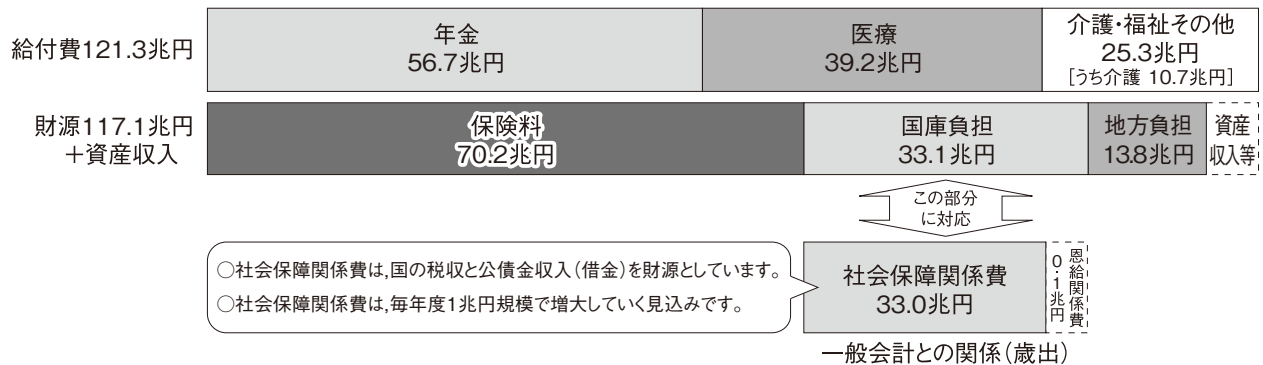 給付費121.3兆円
年金
56.7兆円
医療
39.2兆円
介護・福祉その他
25.3兆円
［うち介護 10.7兆円］
財源117.1兆円
＋資産収入
保険料
70.2兆円
国庫負担
33.1兆円
地方負担
13.8兆円
資産
収入等
この部分
に対応
○社会保障関係費は,国の税収と公債金収入（借金）を財源としています。
○社会保障関係費は,毎年度1兆円規模で増大していく見込みです。
社会保障関係費
33.0兆円
恩給関係費
0.1兆円
一般会計との関係（歳出）